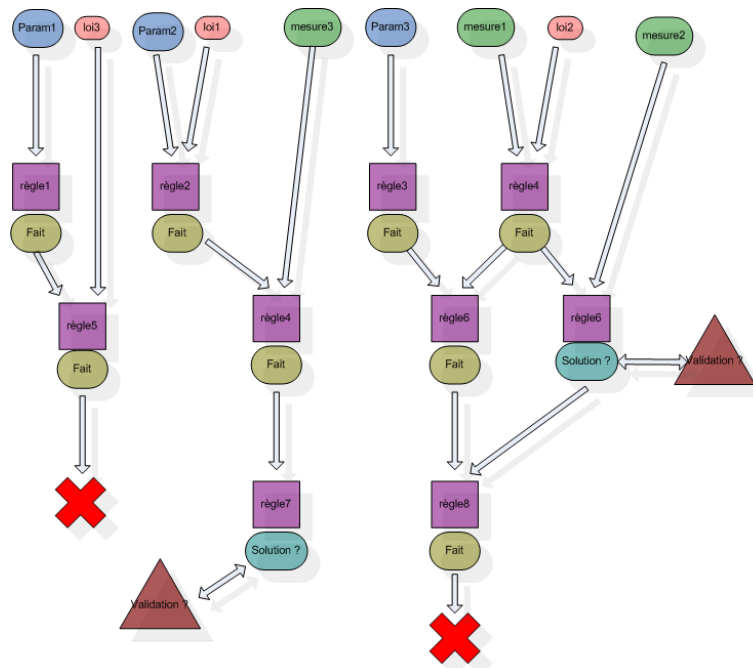 Param1
loi3
Param2
loi1
mesure3
Param3
mesure1
loi2
mesure2
règle1
règle2
règle3
règle4
Fait
Fait
Fait
Fait
règle5
règle4
règle6
règle6
Fait
Fait
Fait
Solution ?
Validation ?
règle7
règle8
Solution ?
Fait
Validation ?